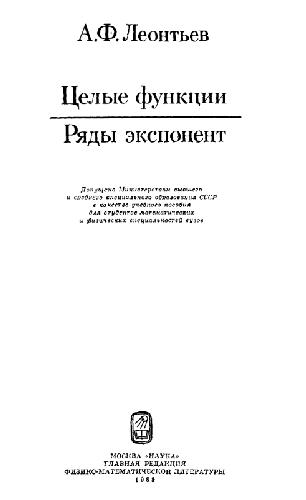 А.Ф. Леонтьев
Целые функции
Ряды экспонент
Допущено Министерством высшего
и среднего специального образования СССР
в качестве учебного пособия
для студентов математических
и физических специальностей вузов
МОСКВА «НАУКА»
ГЛАВНАЯ РЕДАКЦИЯ
ФИЗИКО-МАТЕМАТИЧЕСКОЙ ЛИТЕРАТУРЫ
1983